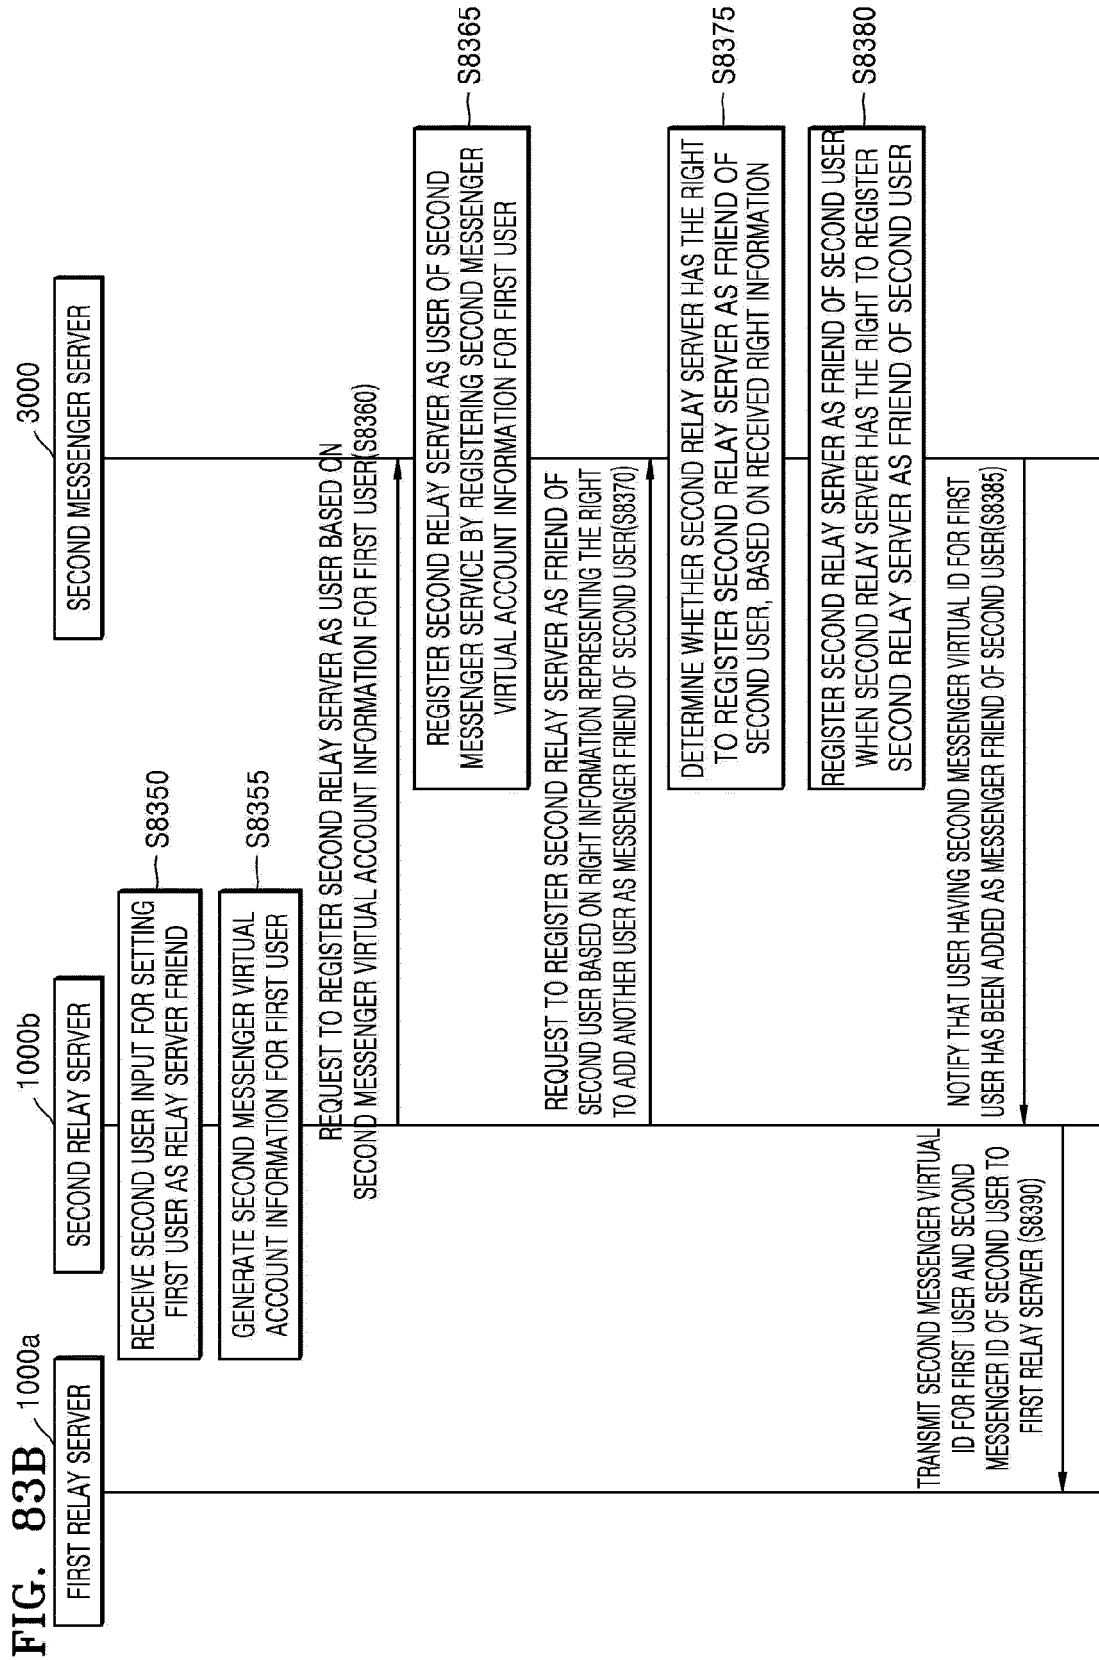 FIG. 83B
1000a
1000b
3000
FIRST RELAY SERVER
SECOND RELAY SERVER
SECOND MESSENGER SERVER
RECEIVE SECOND USER INPUT FOR SETTING
FIRST USER AS RELAY SERVER FRIEND
S8350
GENERATE SECOND MESSENGER VIRTUAL
ACCOUNT INFORMATION FOR FIRST USER
S8355
REQUEST TO REGISTER SECOND RELAY SERVER AS USER BASED ON
SECOND MESSENGER VIRTUAL ACCOUNT INFORMATION FOR FIRST USER(S8360)
REGISTER SECOND RELAY SERVER AS USER OF SECOND
MESSENGER SERVICE BY REGISTERING SECOND MESSENGER
VIRTUAL ACCOUNT INFORMATION FOR FIRST USER
S8365
REQUEST TO REGISTER SECOND RELAY SERVER AS FRIEND OF
SECOND USER BASED ON RIGHT INFORMATION REPRESENTING THE RIGHT
TO ADD ANOTHER USER AS MESSENGER FRIEND OF SECOND USER(S8370)
DETERMINE WHETHER SECOND RELAY SERVER HAS THE RIGHT
TO REGISTER SECOND RELAY SERVER AS FRIEND OF
SECOND USER, BASED ON RECEIVED RIGHT INFORMATION
S8375
REGISTER SECOND RELAY SERVER AS FRIEND OF SECOND USER
WHEN SECOND RELAY SERVER HAS THE RIGHT TO REGISTER
SECOND RELAY SERVER AS FRIEND OF SECOND USER
S8380
NOTIFY THAT USER HAVING SECOND MESSENGER VIRTUAL ID FOR FIRST
USER HAS BEEN ADDED AS MESSENGER FRIEND OF SECOND USER(S8385)
TRANSMIT SECOND MESSENGER VIRTUAL
ID FOR FIRST USER AND SECOND
MESSENGER ID OF SECOND USER TO
FIRST RELAY SERVER (S8390)